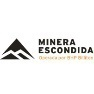 MINERA
ESCONDIDA
Operada por BHP Billiton